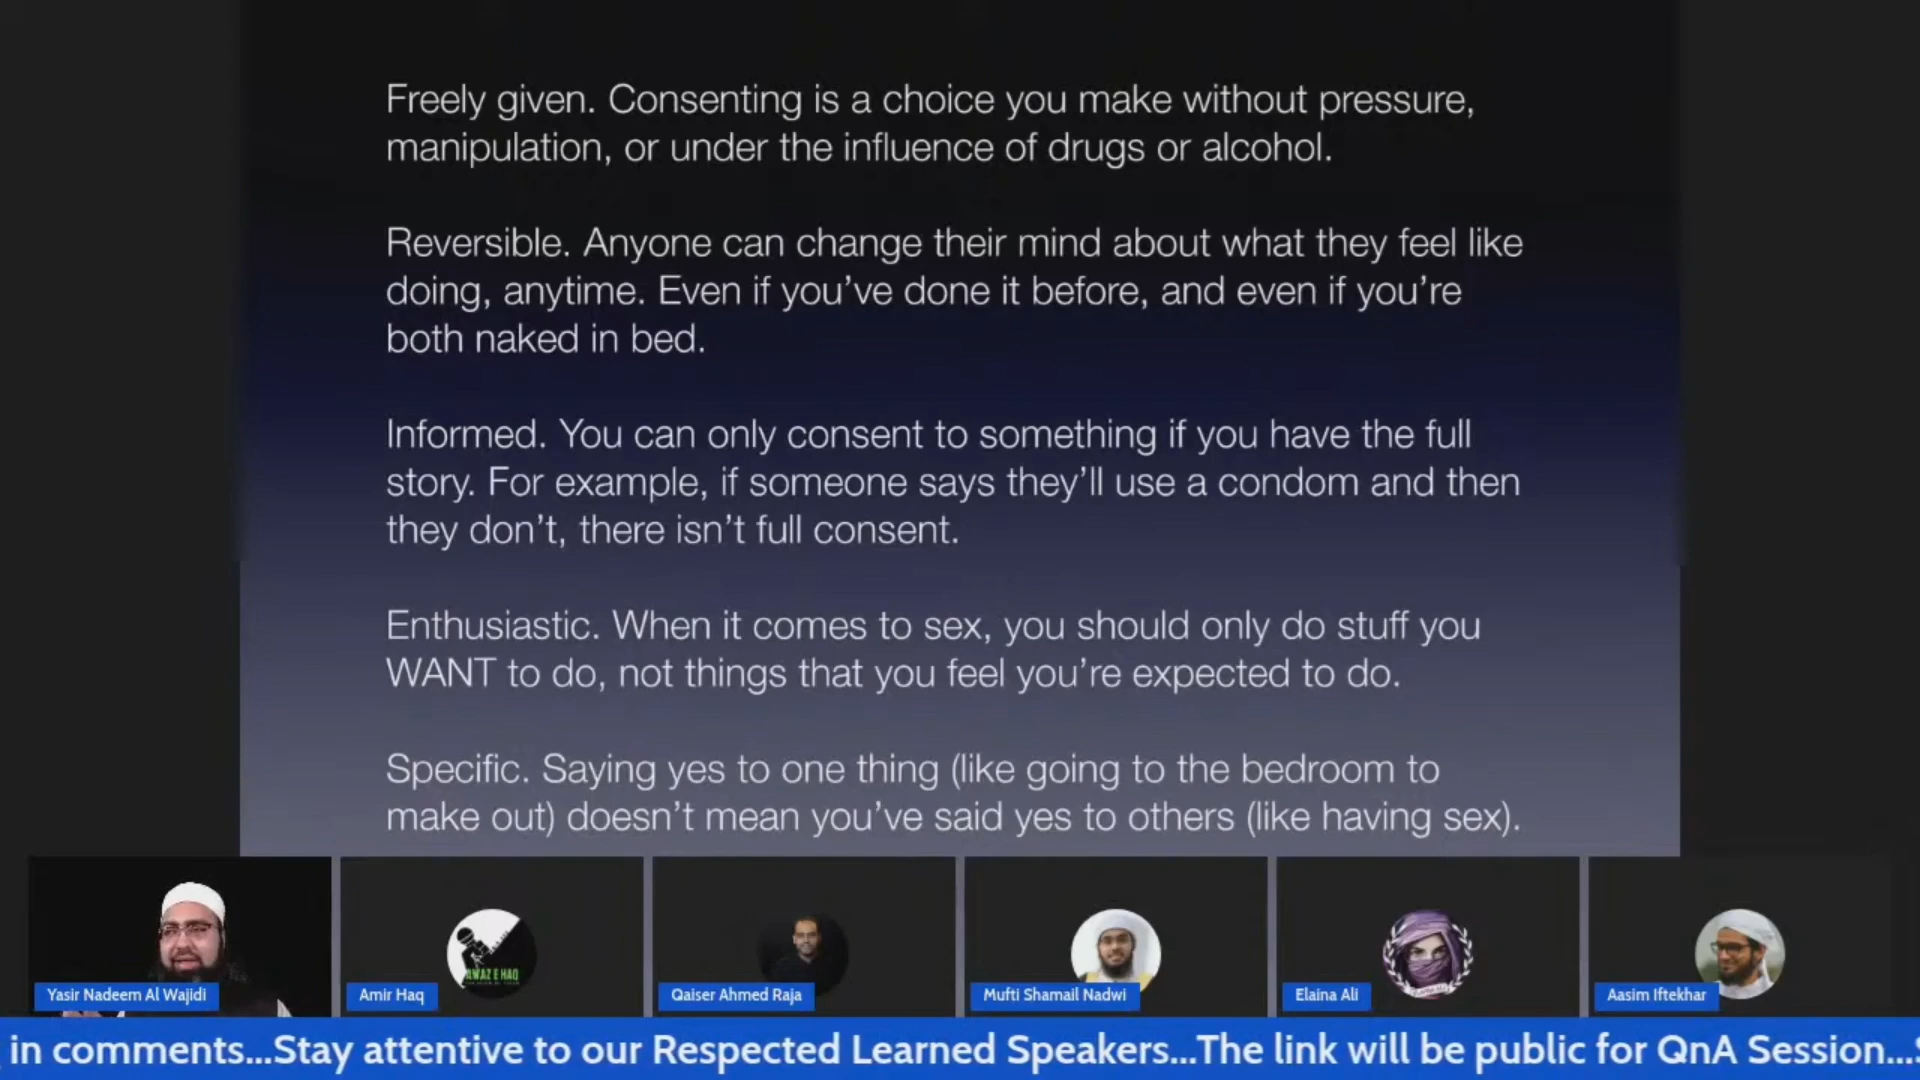 Freely given. Consenting is a choice you make without pressure,
manipulation, or under the influence of drugs or alcohol.
Reversible. Anyone can change their mind about what they feel like
doing, anytime. Even if you've done it before, and even if you're
both naked in bed.
Informed. You can only consent to something if you have the full
story. For example, if someone says they'll use a condom and then
they don't, there isn't full consent.
Enthusiastic. When it comes to sex, you should only do stuff you
WANT to do, not things that you feel you're expected to do.
Specific. Saying yes to one thing (like going to the bedroom to
make out) doesn't mean you've said yes to others (like having sex).
AWAZ E HAQ
Yasir Nadeem Al Wajidi
Amir Haq
Qaiser Ahmed Raja
Mufti Shamail Nadwi
Elaina Ali
Aasim Iftekhar
in comments...Stay attentive to our Respected Learned Speakers...The link will be public for QnA Session...